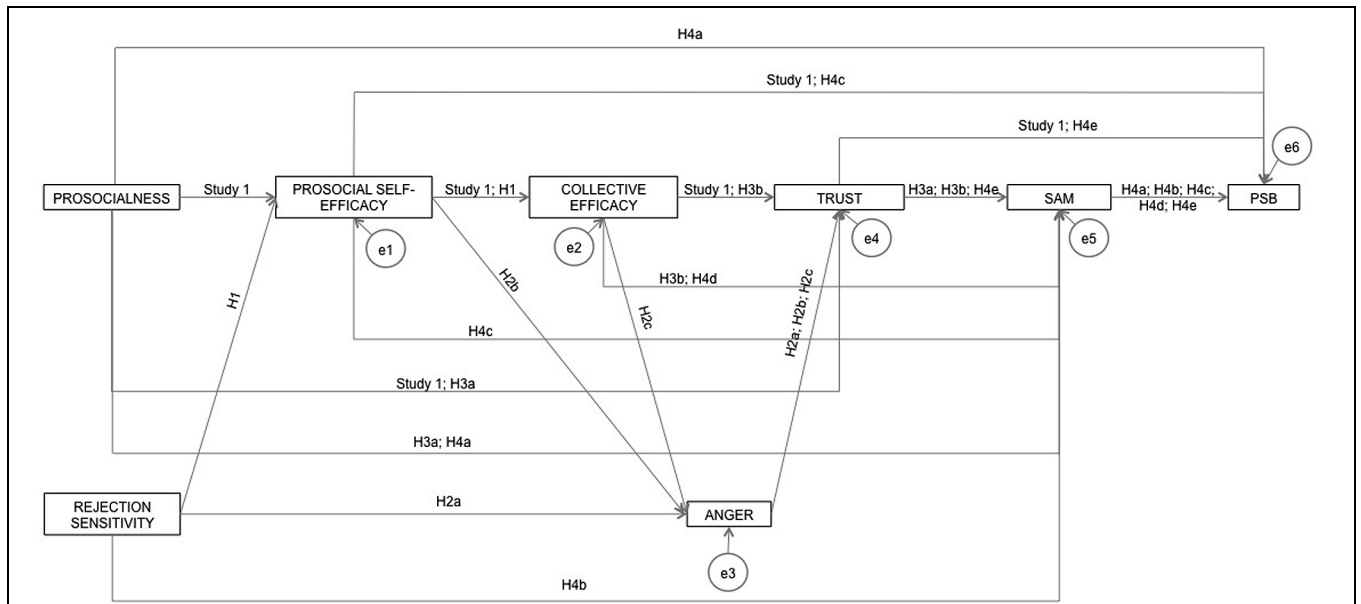 H4a
Study 1; H4c
Study 1; H4e
e6
PROSOCIALNESS
Study 1
PROSOCIAL SELF-
EFFICACY
Study 1; H1
COLLECTIVE
EFFICACY
Study 1; H3b
TRUST
H3a; H3b; H4e
SAM
H4a; H4b; H4c;
H4d; H4e
PSB
e1
e2
e4
e5
H1
H2b
H3b; H4d
H2c
H2a; H2b; H2c
H4c
Study 1; H3a
H3a; H4a
REJECTION
SENSITIVITY
H2a
ANGER
e3
H4b